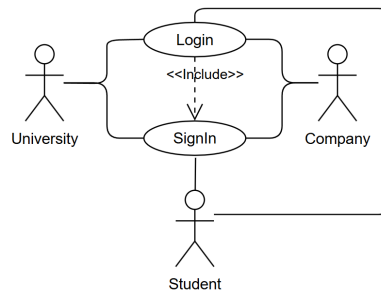 Login
<<Include>>
University
SignIn
Company
Student